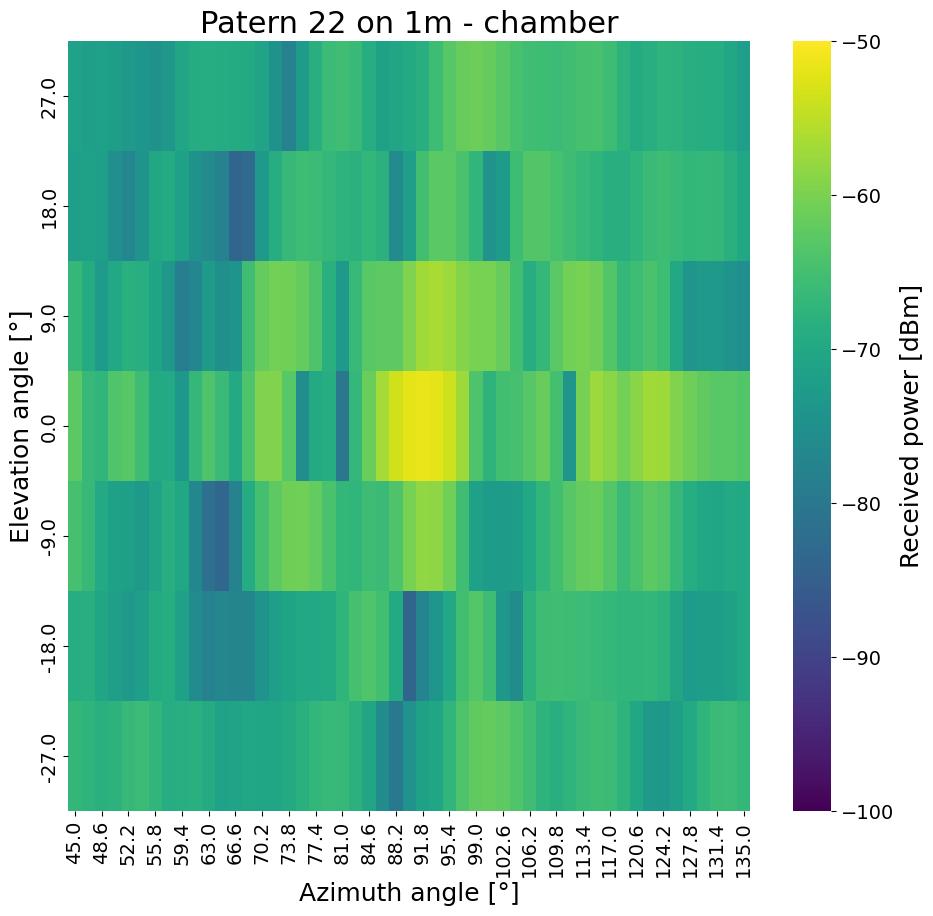 Patern 22 on 1m - chamber
Elevation angle [°]
27.0
18.0
9.0
0.0
-9.0
-18.0
-27.0
45.0 48.6 52.2 55.8 59.4 63.0 66.6 70.2 73.8 77.4 81.0 84.6 88.2 91.8 95.4 99.0 102.6 106.2 109.8 113.4 117.0 120.6 124.2 127.8 131.4 135.0
Azimuth angle [°]
−50
−60
−70
−80
−90
−100
Received power [dBm]